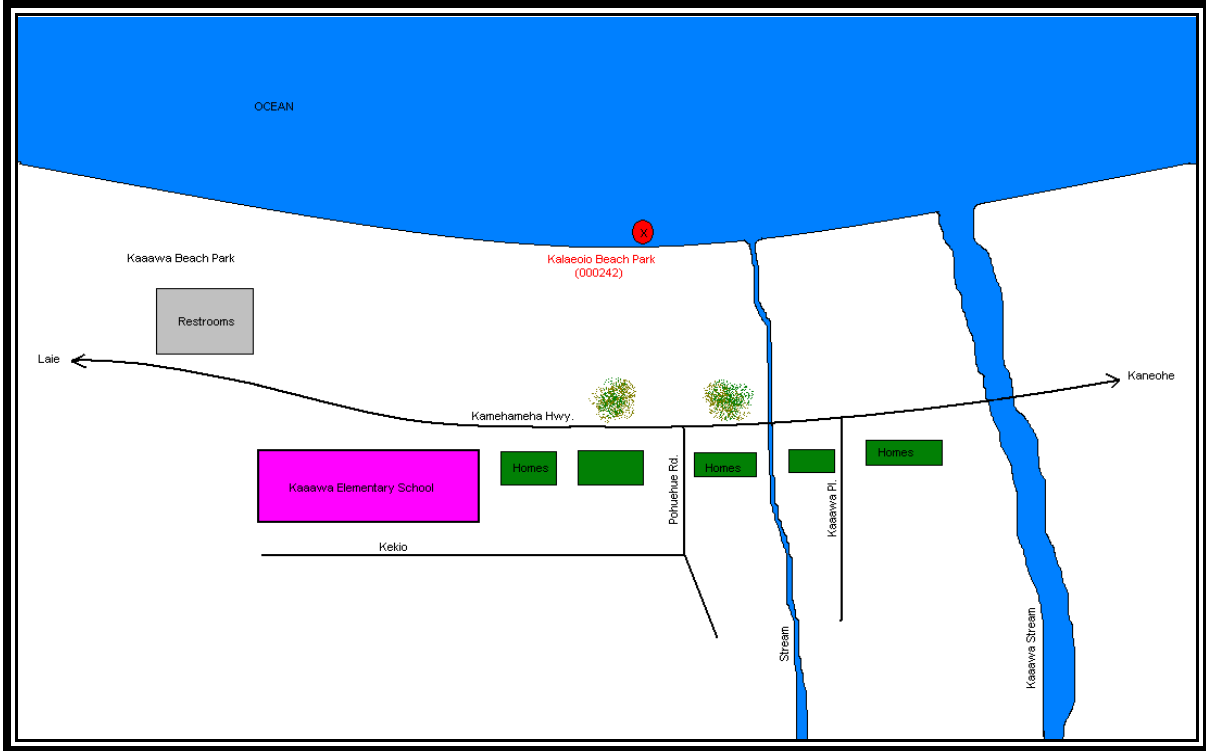 OCEAN
X
Kaaawa Beach Park
Kalaeoio Beach Park
(000242)
Restrooms
Laie
Kaneohe
Kamehameha Hwy.
Homes
Homes
Homes
Kaaawa Elementary School
Pohuehue Rd.
Kaaawa Pl.
Kekio
Stream
Kaaawa Stream